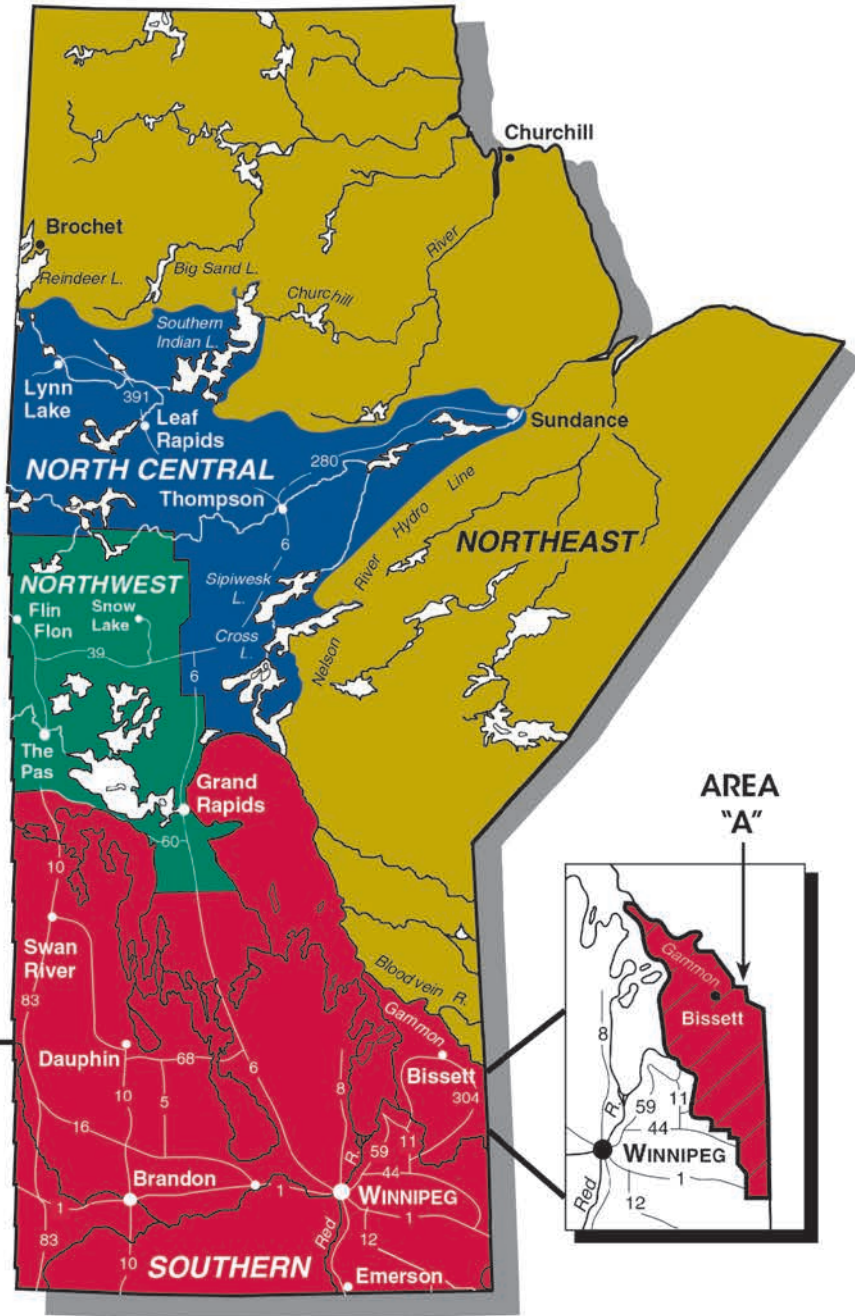 Churchill
Brochet
Reindeer L.
Big Sand L.
River
Churchill
Southern
Indian L.
Lynn
Lake
391
Leaf
Rapids
Sundance
NORTH CENTRAL
280
Thompson
River Hydro Line
6
NORTHEAST
NORTHWEST
Sipiwesk
L.
Flin
Flon
Snow
Lake
Cross
L.
39
6
Nelson
The
Pas
Grand
Rapids
AREA
"A"
60
10
Swan
River
Bloodvein R.
Gammon
83
Dauphin
68
6
8
Bissett
304
10
5
16
11
59
R.
44
Brandon
1
WINNIPEG
1
1
83
Red
12
10
SOUTHERN
Emerson
Gammon
Bissett
8
R.
59
11
44
WINNIPEG
1
Red
12